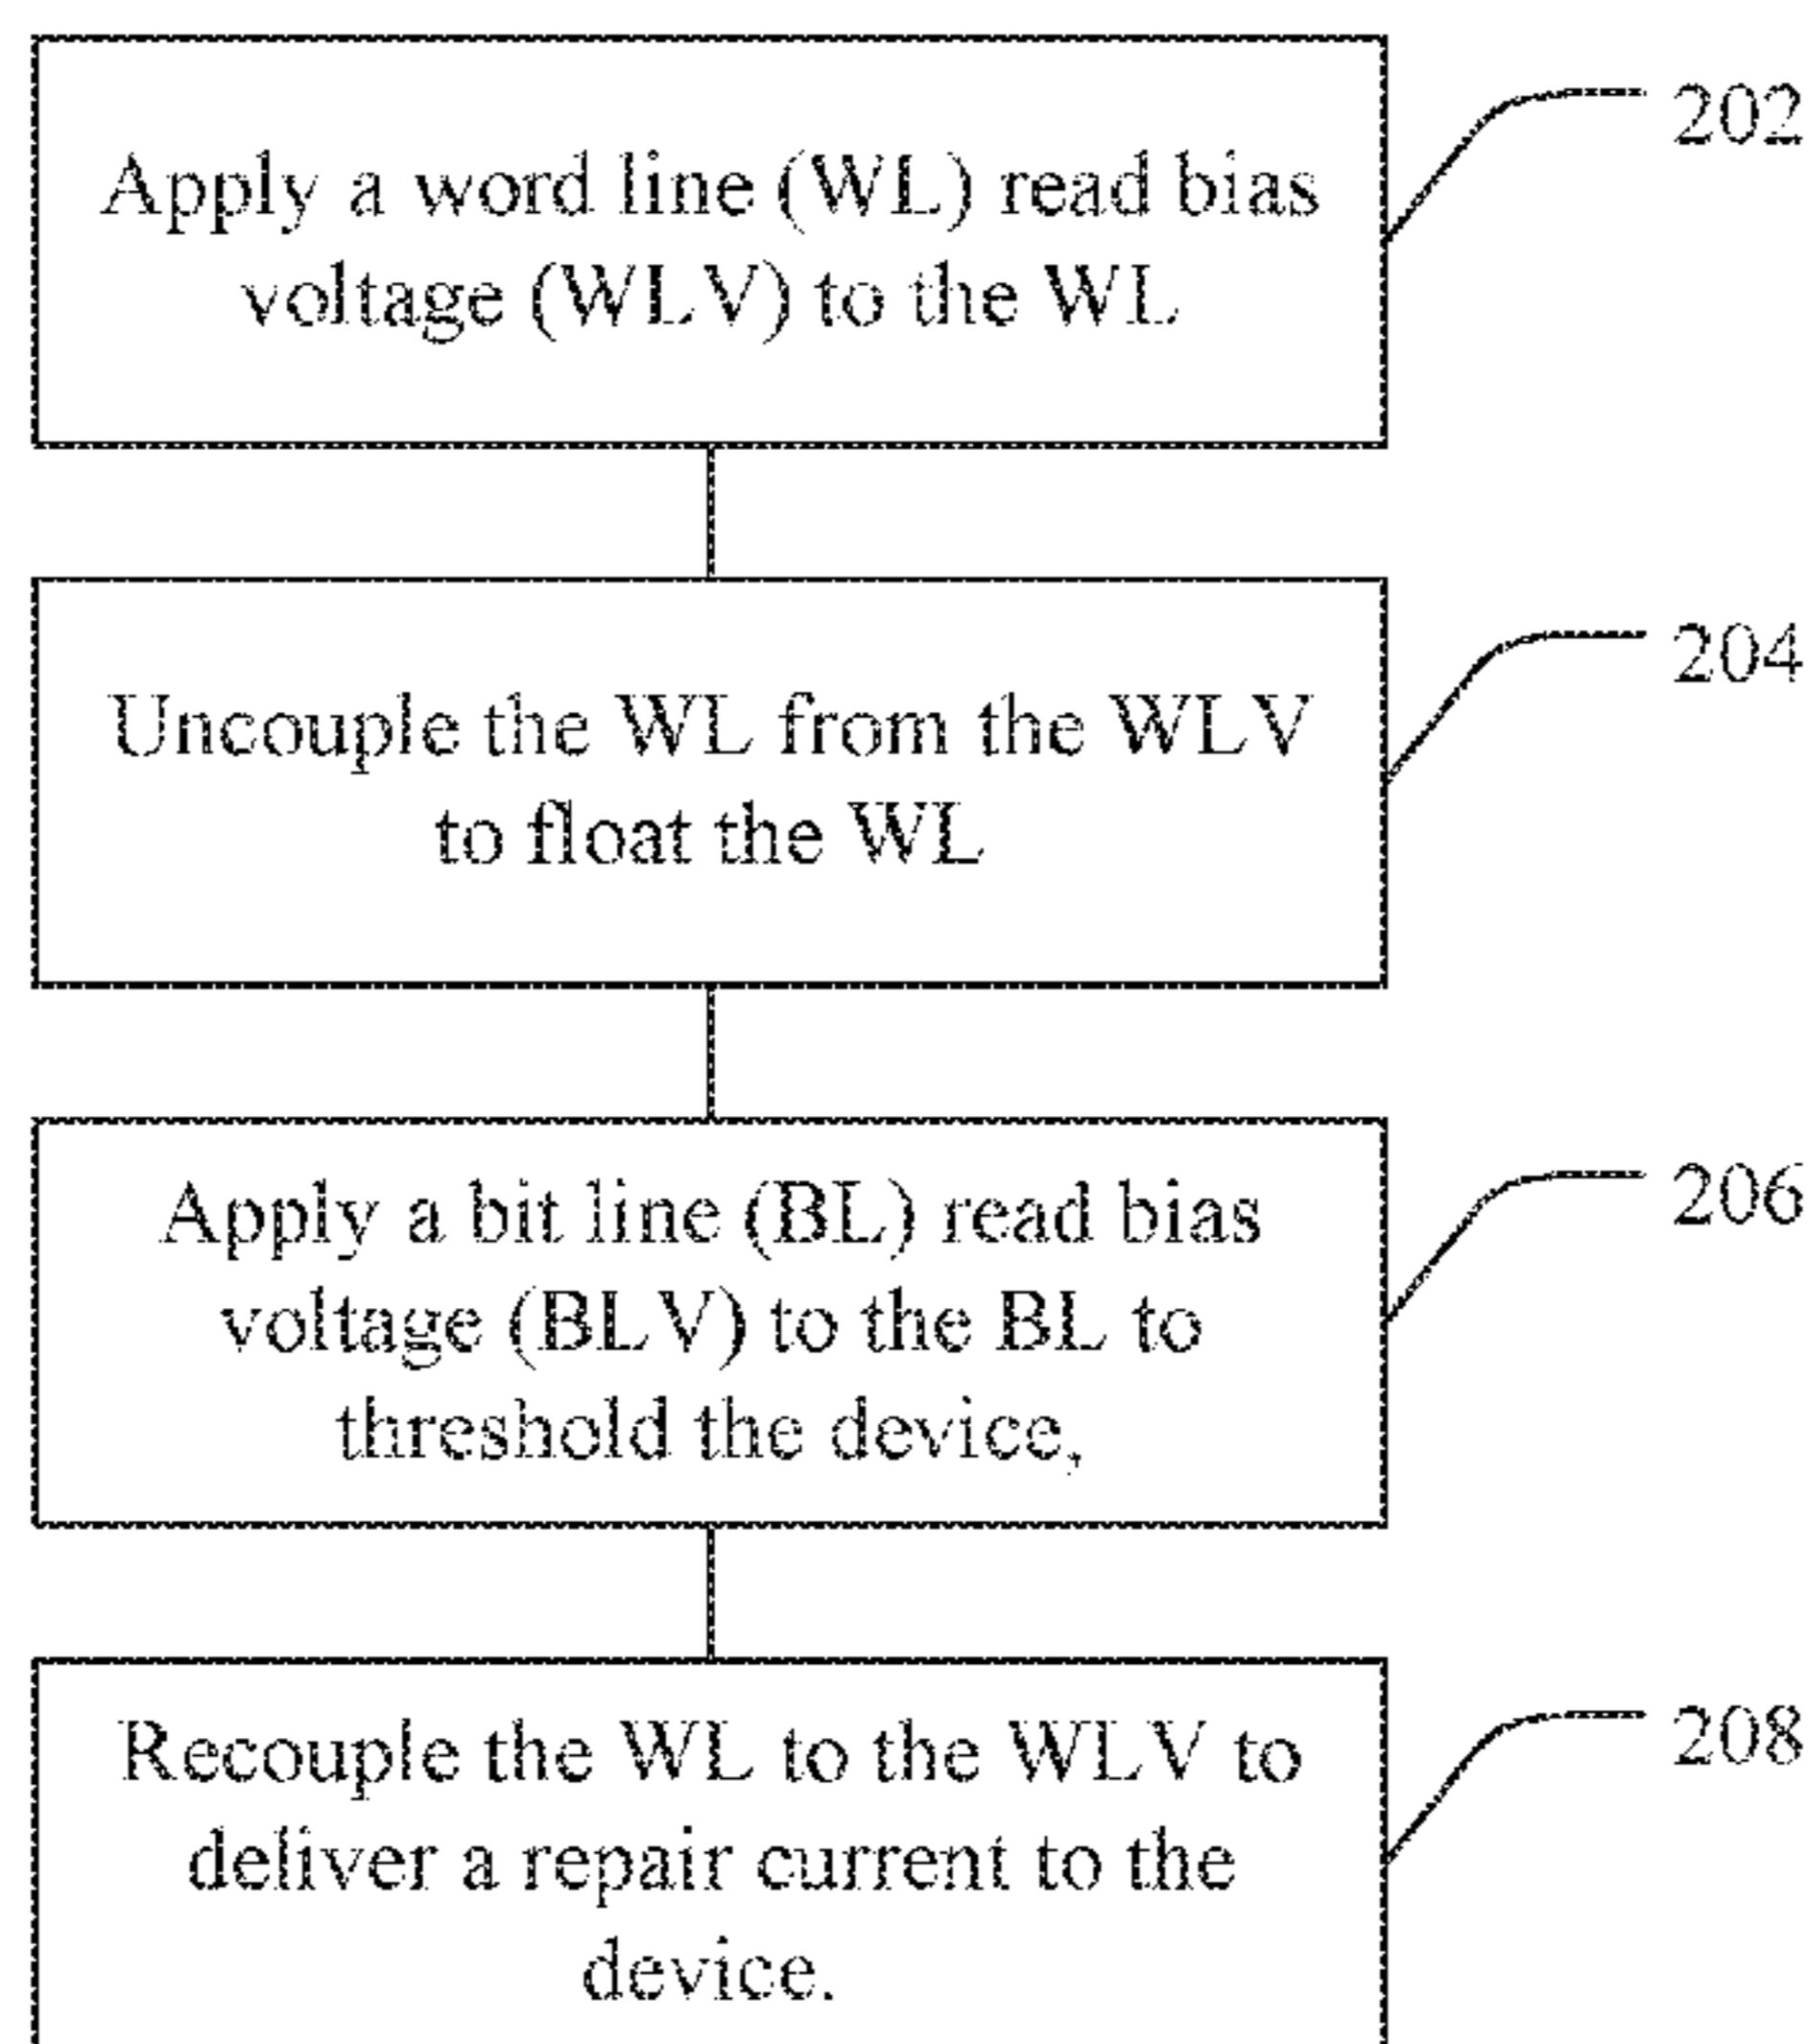 202
Apply a word line (WL) read bias
voltage (WLV) to the WL
204
Uncouple the WL from the WLV
to float the WL
206
Apply a bit line (BL) read bias
voltage (BLV) to the BL to
threshold the device,
208
Recouple the WL to the WLV to
deliver a repair current to the
device.